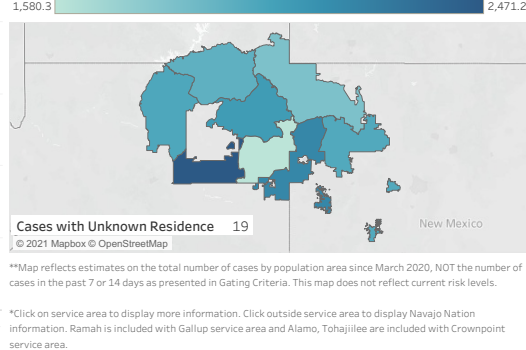 1,580.3 2,471.2
New Mexico
Cases with Unknown Residence 19
© 2021 Mapbox © OpenStreetMap
**Map reflects estimates on the total number of cases by population area since March 2020, NOT the number of
cases in the past 7 or 14 days as presented in Gating Criteria. This map does not reflect current risk levels.
*Click on service area to display more information. Click outside service area to display Navajo Nation
information. Ramah is included with Gallup service area and Alamo, Tohajiilee are included with Crownpoint
service area.